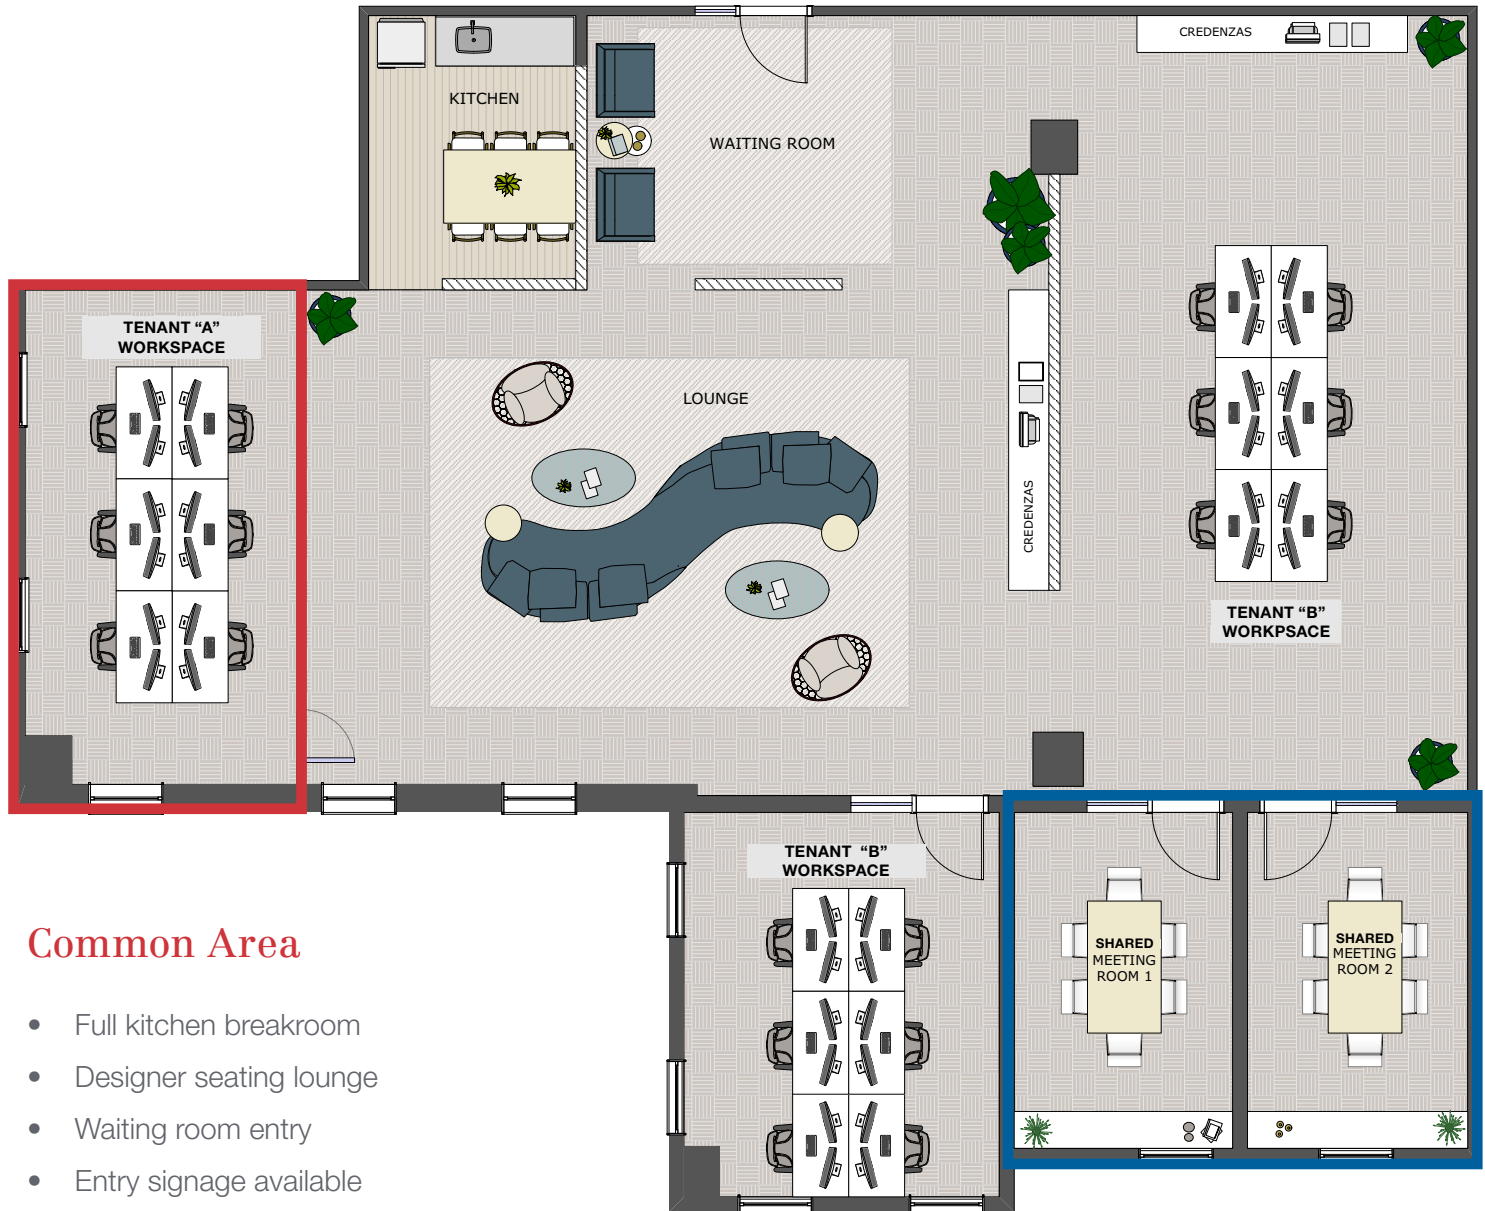 CREDENZAS
KITCHEN
WAITING ROOM
TENANT “A”
WORKSPACE
LOUNGE
CREDENZAS
TENANT “B”
WORKPSACE
TENANT “B”
WORKSPACE
SHARED
MEETING
ROOM 1
SHARED
MEETING
ROOM 2
Common Area
• Full kitchen breakroom
• Designer seating lounge
• Waiting room entry
• Entry signage available